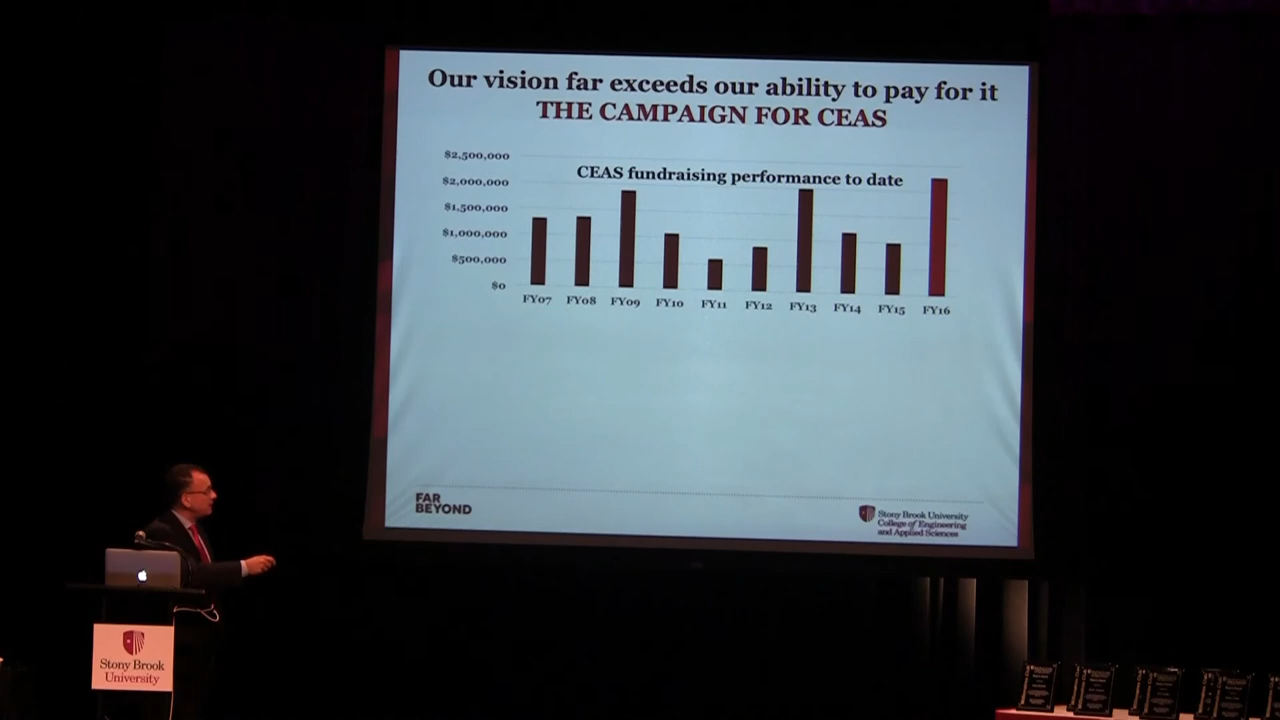 Our vision far exceeds our ability to pay for it
THE CAMPAIGN FOR CEAS
CEAS fundraising performance to date
$2,500,000
$2,000,000
$1,500,000
$1,000,000
$500,000
$0
FY07 FY08 FY09 FY10 FY11 FY12 FY13 FY14 FY15 FY16
FAR
BEYOND
Stony Brook University
College of Engineering
and Applied Sciences
Stony Brook
University